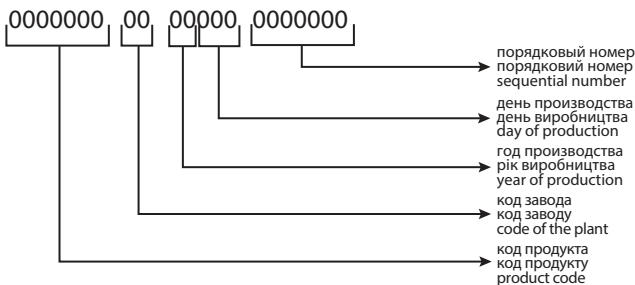 0000000 00 00000 0000000
порядковый номер
порядковий номер
sequential number
день производства
день виробництва
day of production
год производства
рік виробництва
year of production
код завода
код заводу
code of the plant
код продукта
код продукту
product code